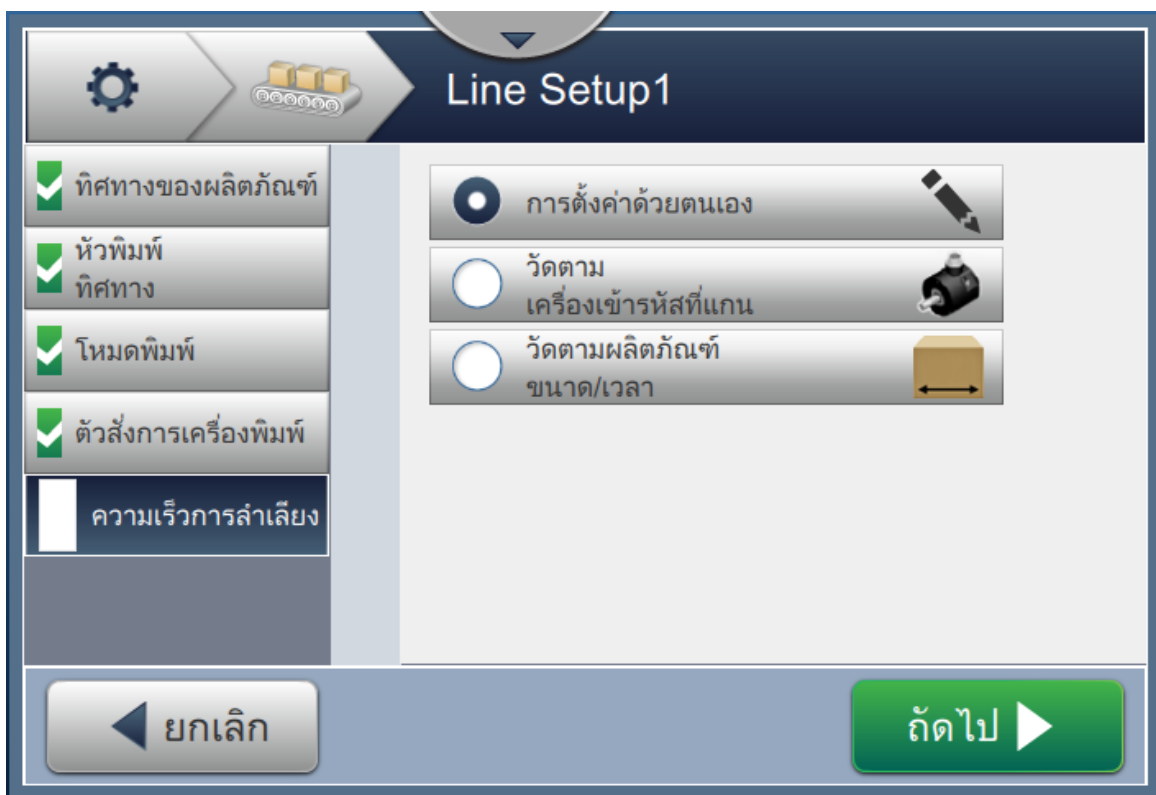 Line Setup1
ทิศทางของผลิตภัณฑ์
หัวพิมพ์
ทิศทาง
โหมดพิมพ์
ตัวสั่งการเครื่องพิมพ์
ความเร็วการลำเลียง
การตั้งค่าด้วยตนเอง
วัดตาม
เครื่องเข้ารหัสที่แกน
วัดตามผลิตภัณฑ์
ขนาด/เวลา
ยกเลิก
ถัดไป